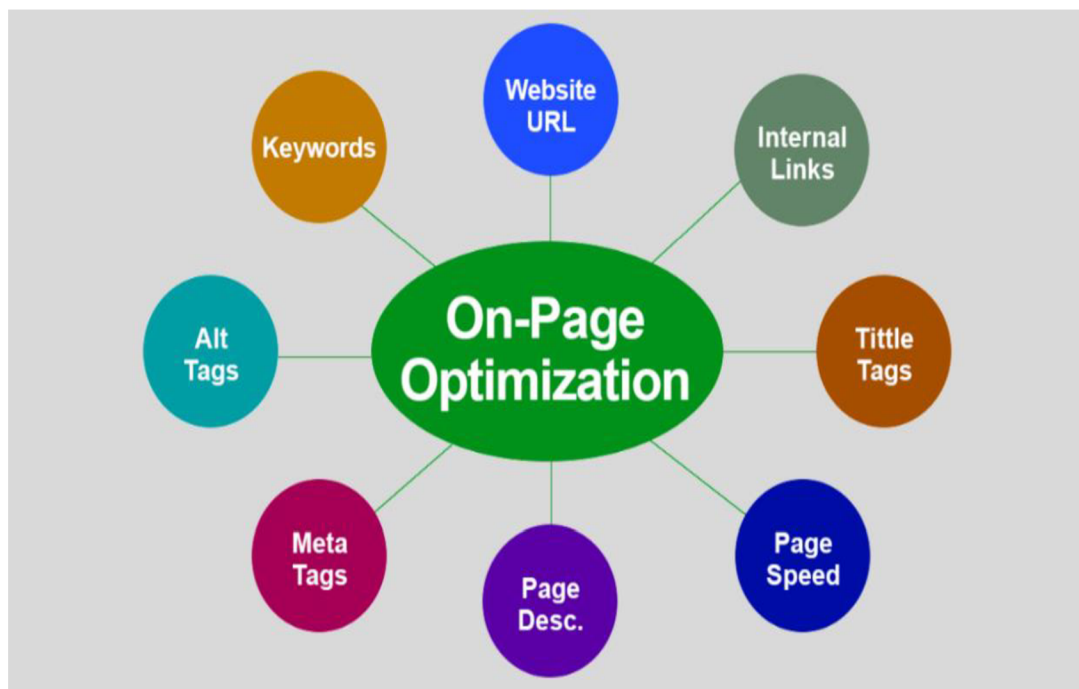 Website
URL
Keywords
Internal
Links
On-Page
Optimization
Alt
Tags
Tittle
Tags
Meta
Tags
Page
Desc.
Page
Speed